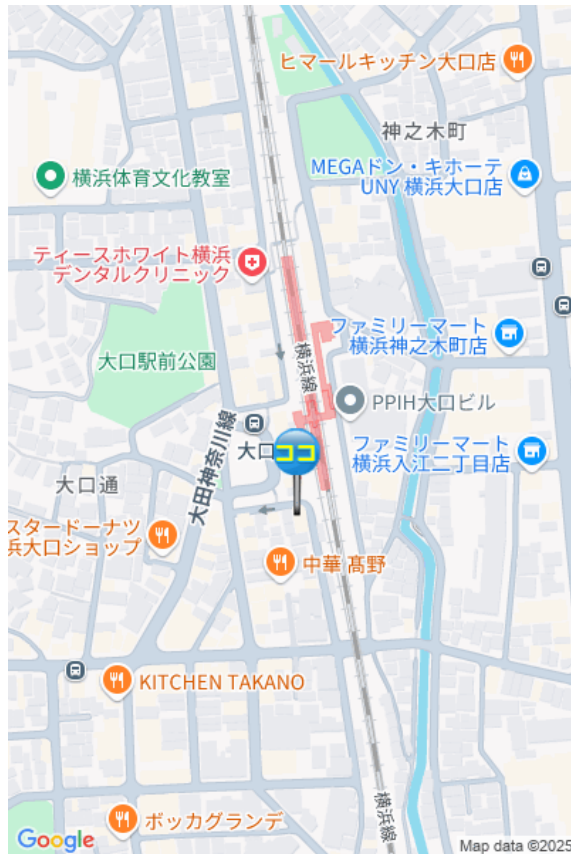 ヒマールキッチン大口店
神之木町
MEGAドン・キホーテ
UNY 横浜大口店
横浜体育文化教室
ティースホワイト横浜
デンタルクリニック
横浜線
ファミリーマート
横浜神之木町店
大口駅前公園
PPIH大口ビル
大田神奈川線
大口
ココ
ファミリーマート
横浜入江二丁目店
大口通
スタードーナツ
浜大口ショップ
中華 髙野
KITCHEN TAKANO
横浜線
ボッカグランデ
Google
Map data ©2025